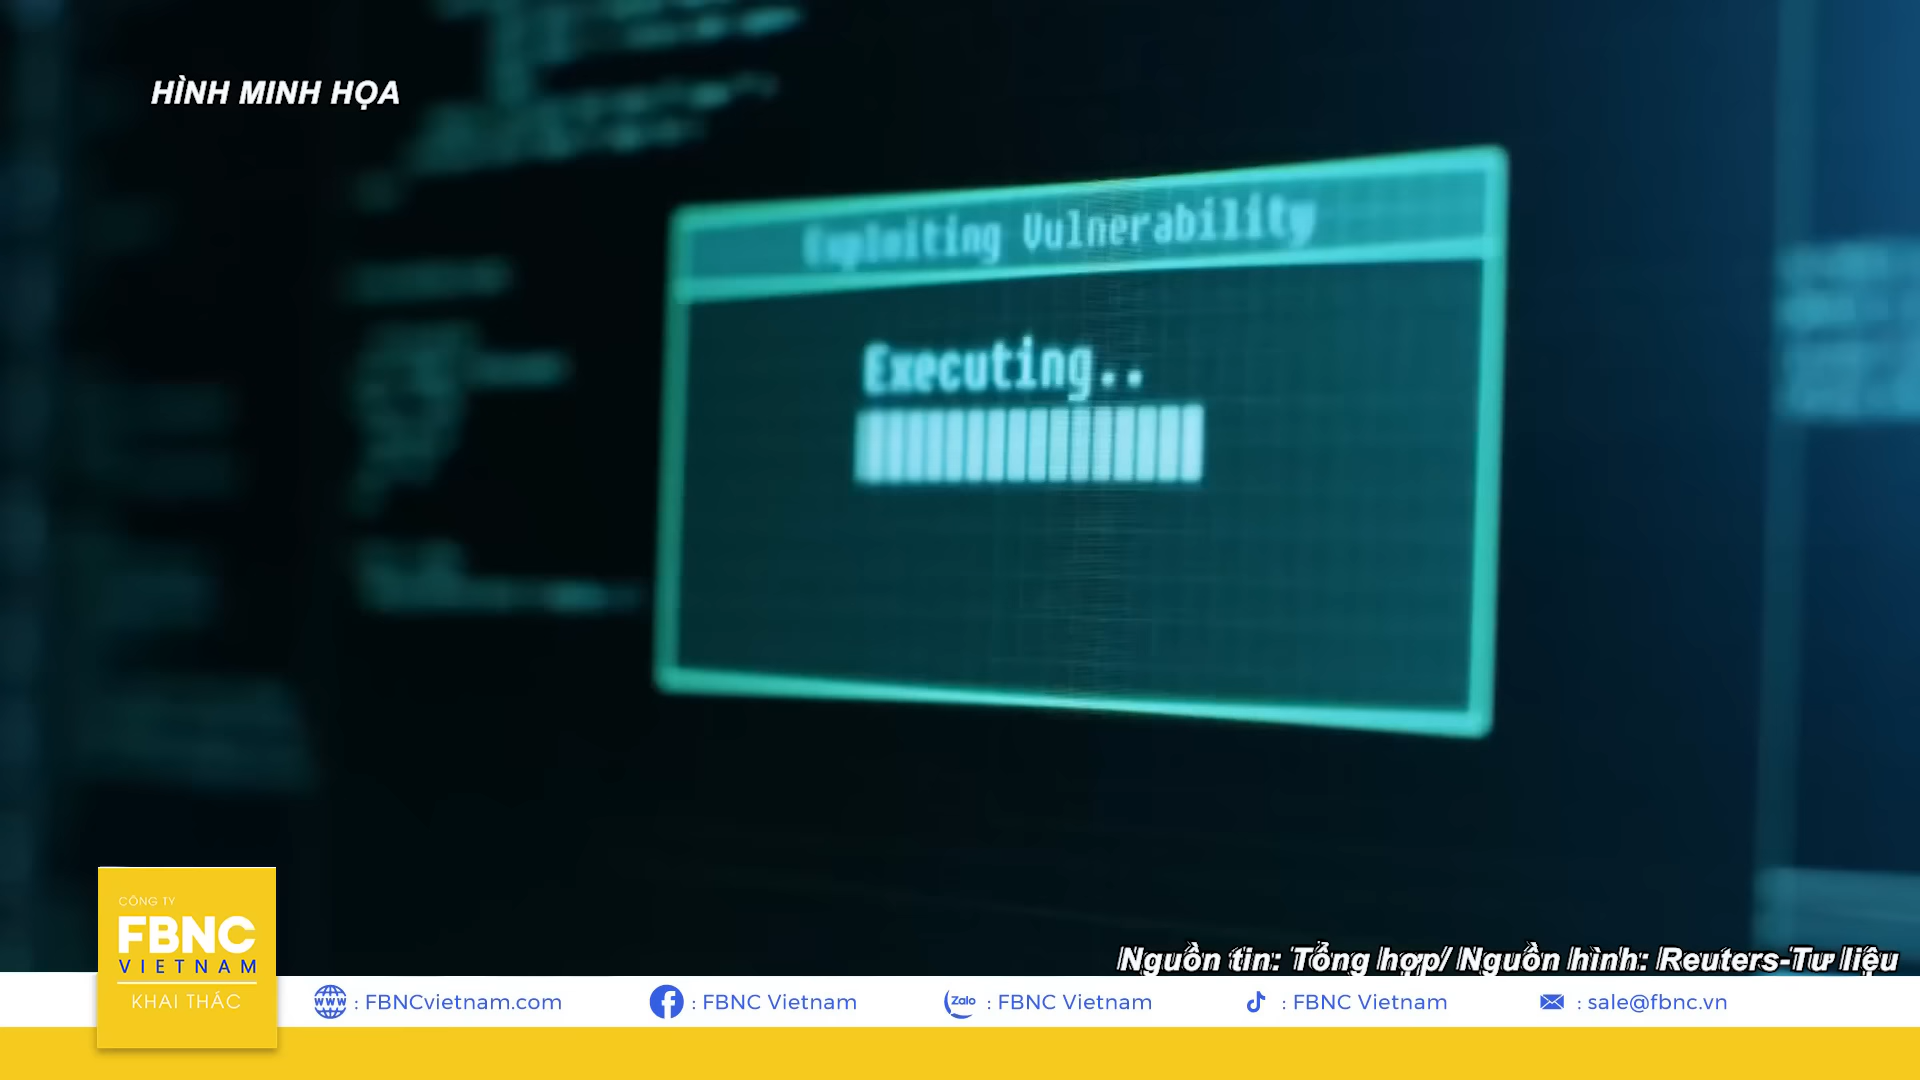 HÌNH MINH HỌA
Exploiting Vulnerability
Executing..
Nguồn tin: Tổng hợp/ Nguồn hình: Reuters-Tư liệu
CÔNG TY
FBNC
VIETNAM
KHAI THÁC
www : FBNCvietnam.com
: FBNC Vietnam
Zalo : FBNC Vietnam
: FBNC Vietnam
: sale@fbnc.vn